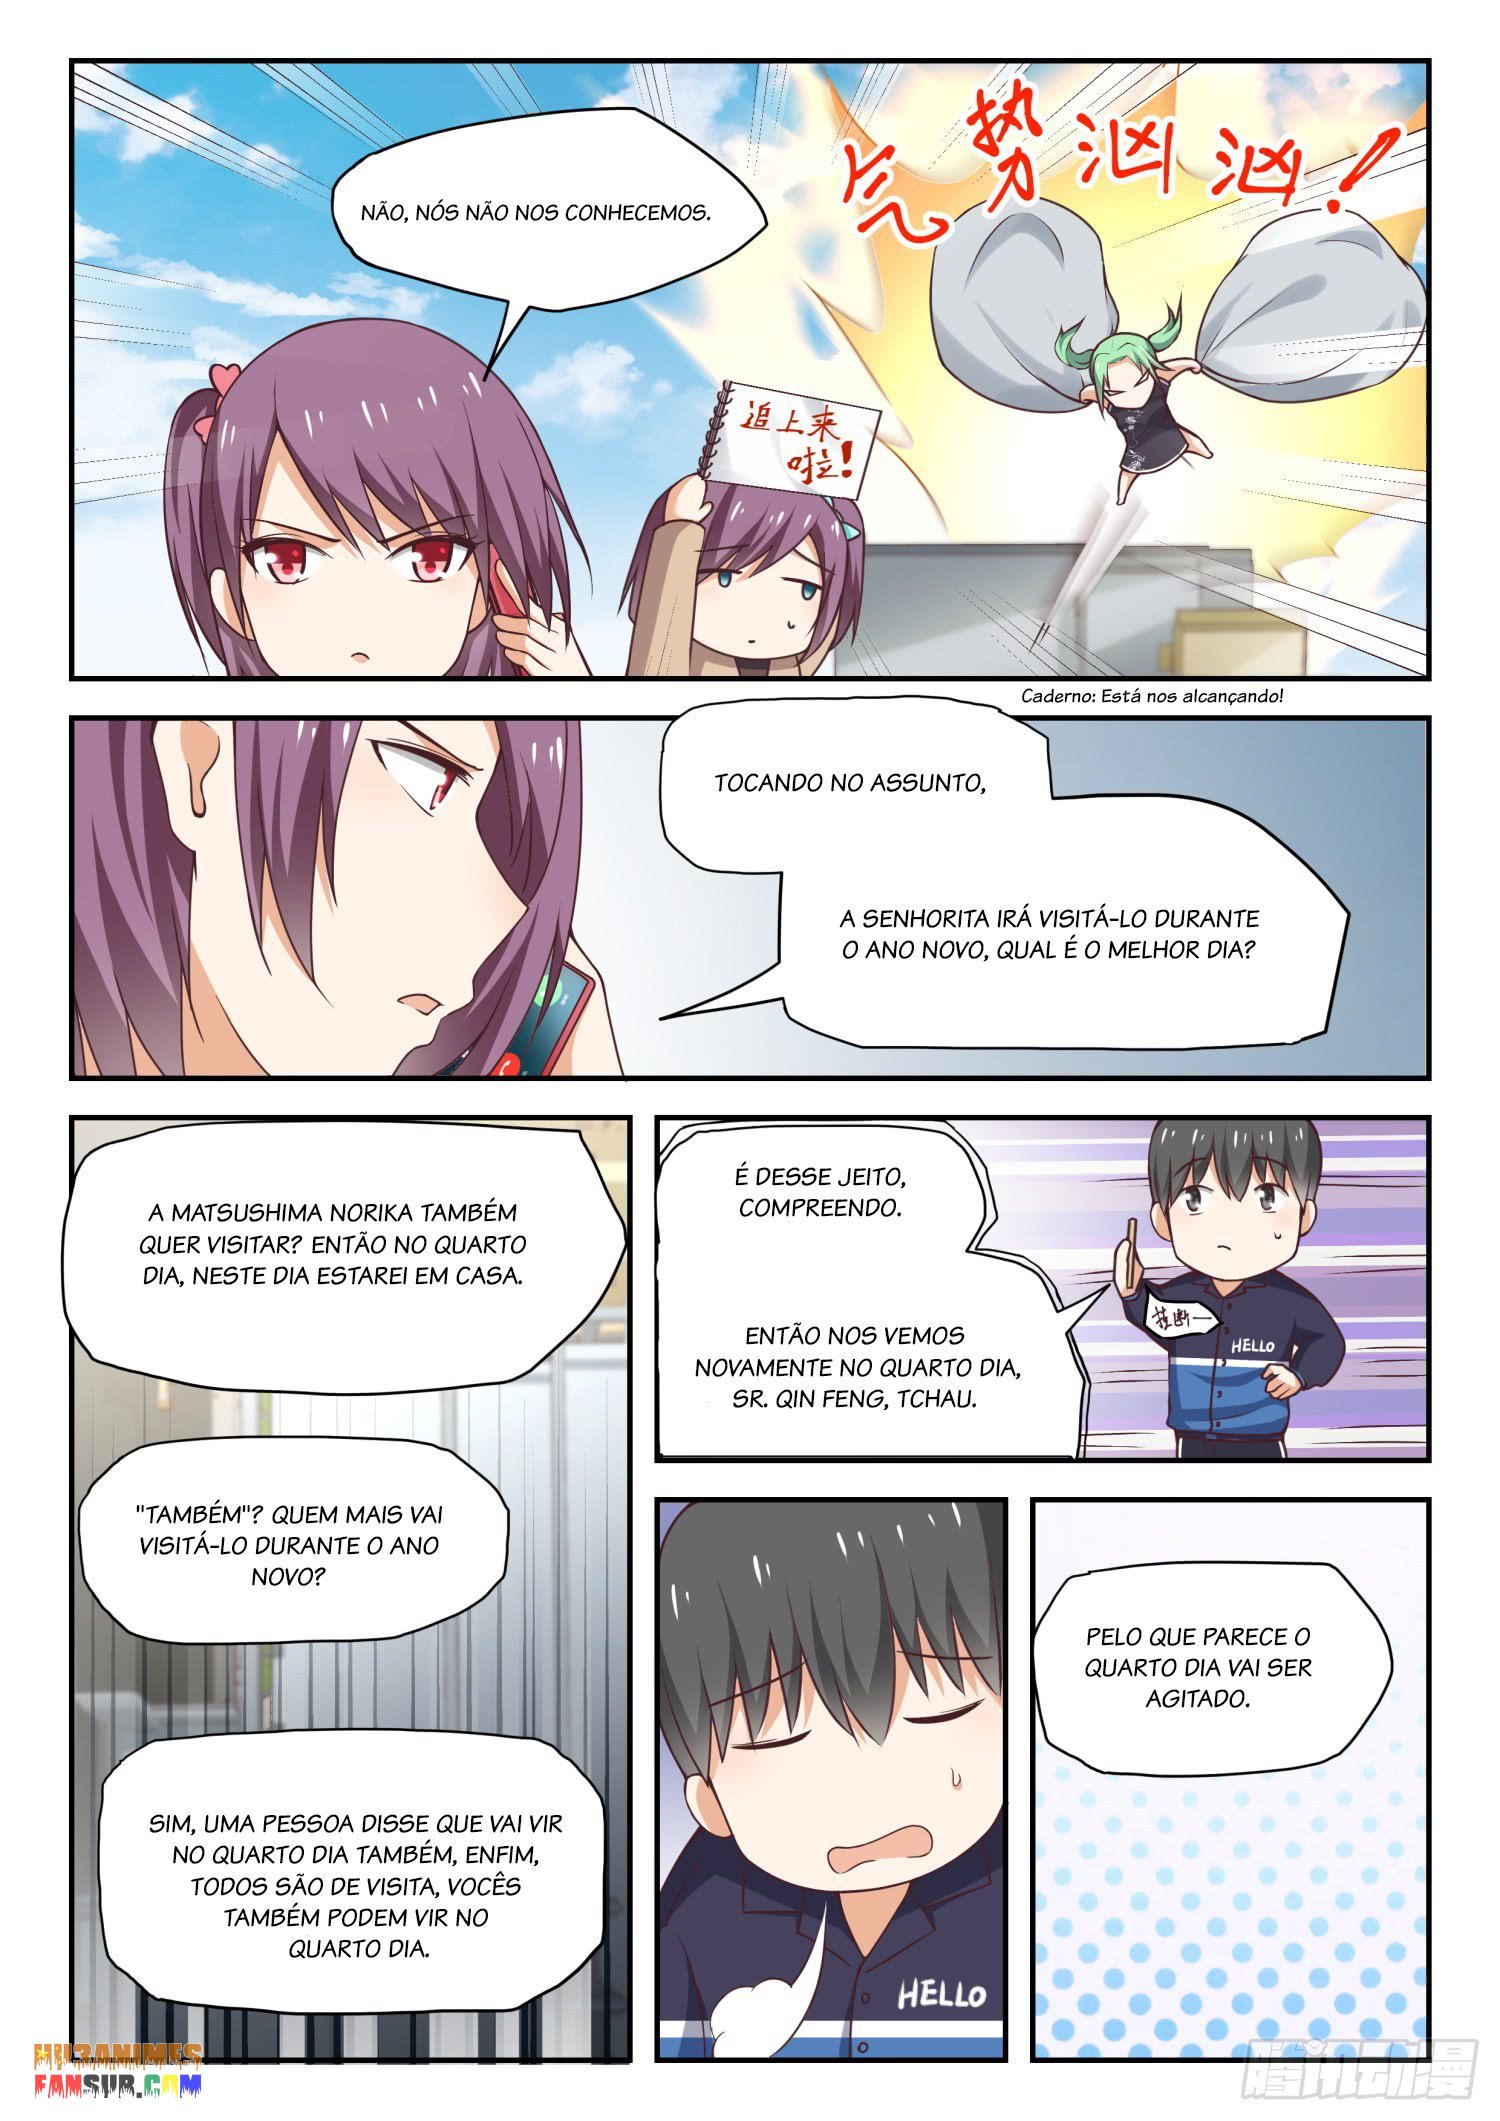 NÃO, NÓS NÃO NOS CONHECEMOS.
气势汹汹!
追上来
啦!
Caderno: Está nos alcançando!
TOCANDO NO ASSUNTO,
A SENHORITA IRÁ VISITÁ-LO DURANTE
O ANO NOVO, QUAL É O MELHOR DIA?
A MATSUSHIMA NORIKA TAMBÉM
QUER VISITAR? ENTÃO NO QUARTO
DIA, NESTE DIA ESTAREI EM CASA.
"TAMBÉM"? QUEM MAIS VAI
VISITÁ-LO DURANTE O ANO
NOVO?
SIM, UMA PESSOA DISSE QUE VAI VIR
NO QUARTO DIA TAMBÉM, ENFIM,
TODOS SÃO DE VISITA, VOCÊS
TAMBÉM PODEM VIR NO
QUARTO DIA.
É DESSE JEITO,
COMPREENDO.
ENTÃO NOS VEMOS
NOVAMENTE NO QUARTO DIA,
SR. QIN FENG, TCHAU.
挂断一
HELLO
HELLO
PELO QUE PARECE O
QUARTO DIA VAI SER
AGITADO.
HU3ANIMES
FANSUB.COM
腾讯动漫